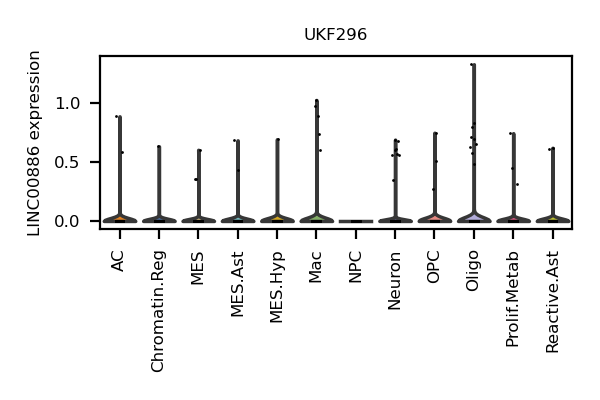 UKF296
LINC00886 expression
1.0
0.5
0.0
AC
Chromatin.Reg
MES
MES.Ast
MES.Hyp
Mac
NPC
Neuron
OPC
Oligo
Prolif.Metab
Reactive.Ast